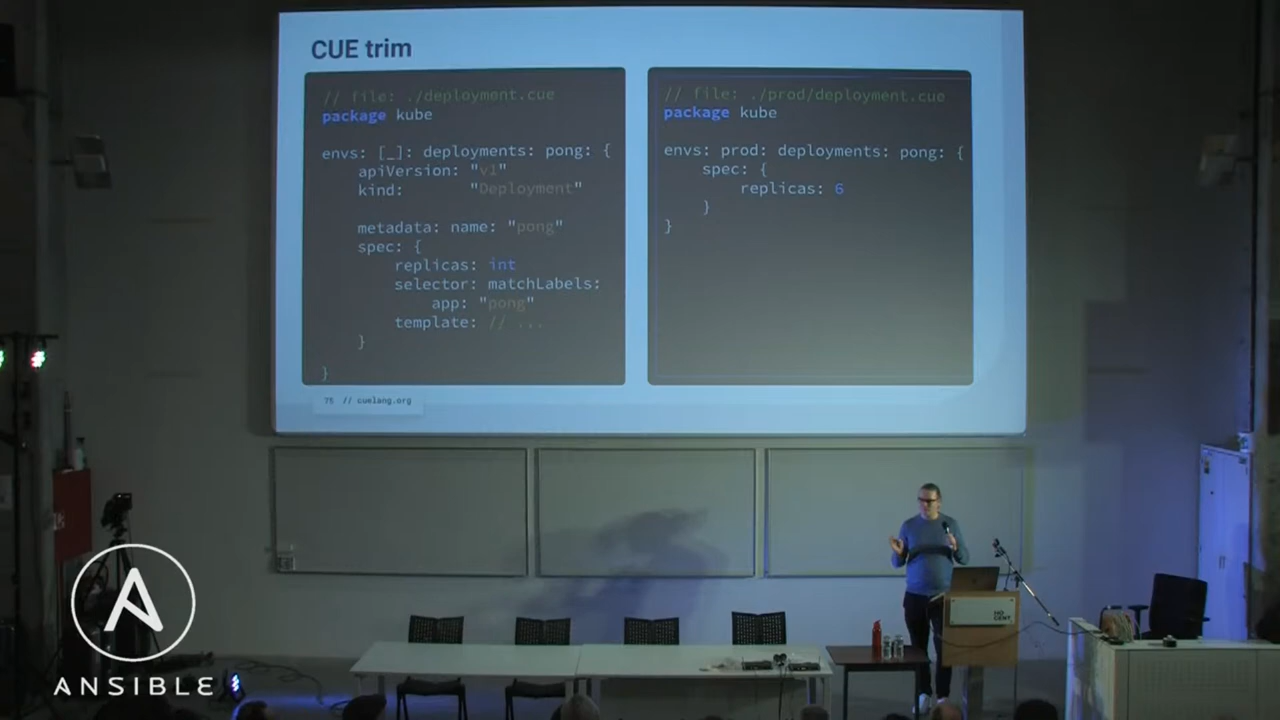 CUE trim
// file: ./deployment.cue
package kube
envs: [_]: deployments: pong: {
apiVersion: "v1"
kind: "Deployment"
metadata: name: "pong"
spec: {
replicas: int
selector: matchLabels:
app: "pong"
template: // ...
}
}
// file: ./prod/deployment.cue
package kube
envs: prod: deployments: pong: {
spec: {
replicas: 6
}
}
75 // cuelang.org
HO
GENT
ANSIBLE